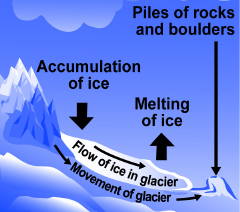 Piles of rocks
and boulders
Accumulation
of ice
Melting
of ice
Flow of ice in glacier
Movement of glacier